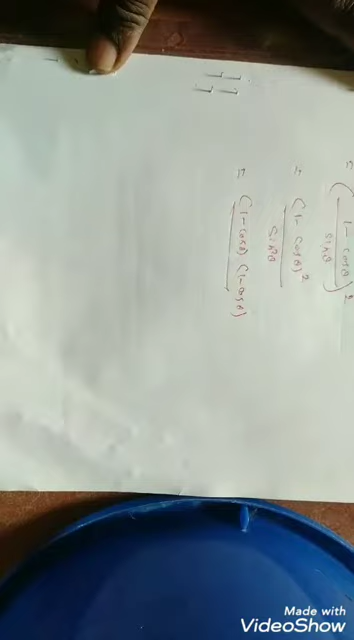 = (1 - cosθ / sinθ)²
= (1 - cosθ)² / sin²θ
= (1-cosθ) (1-cosθ)
Made with
VideoShow